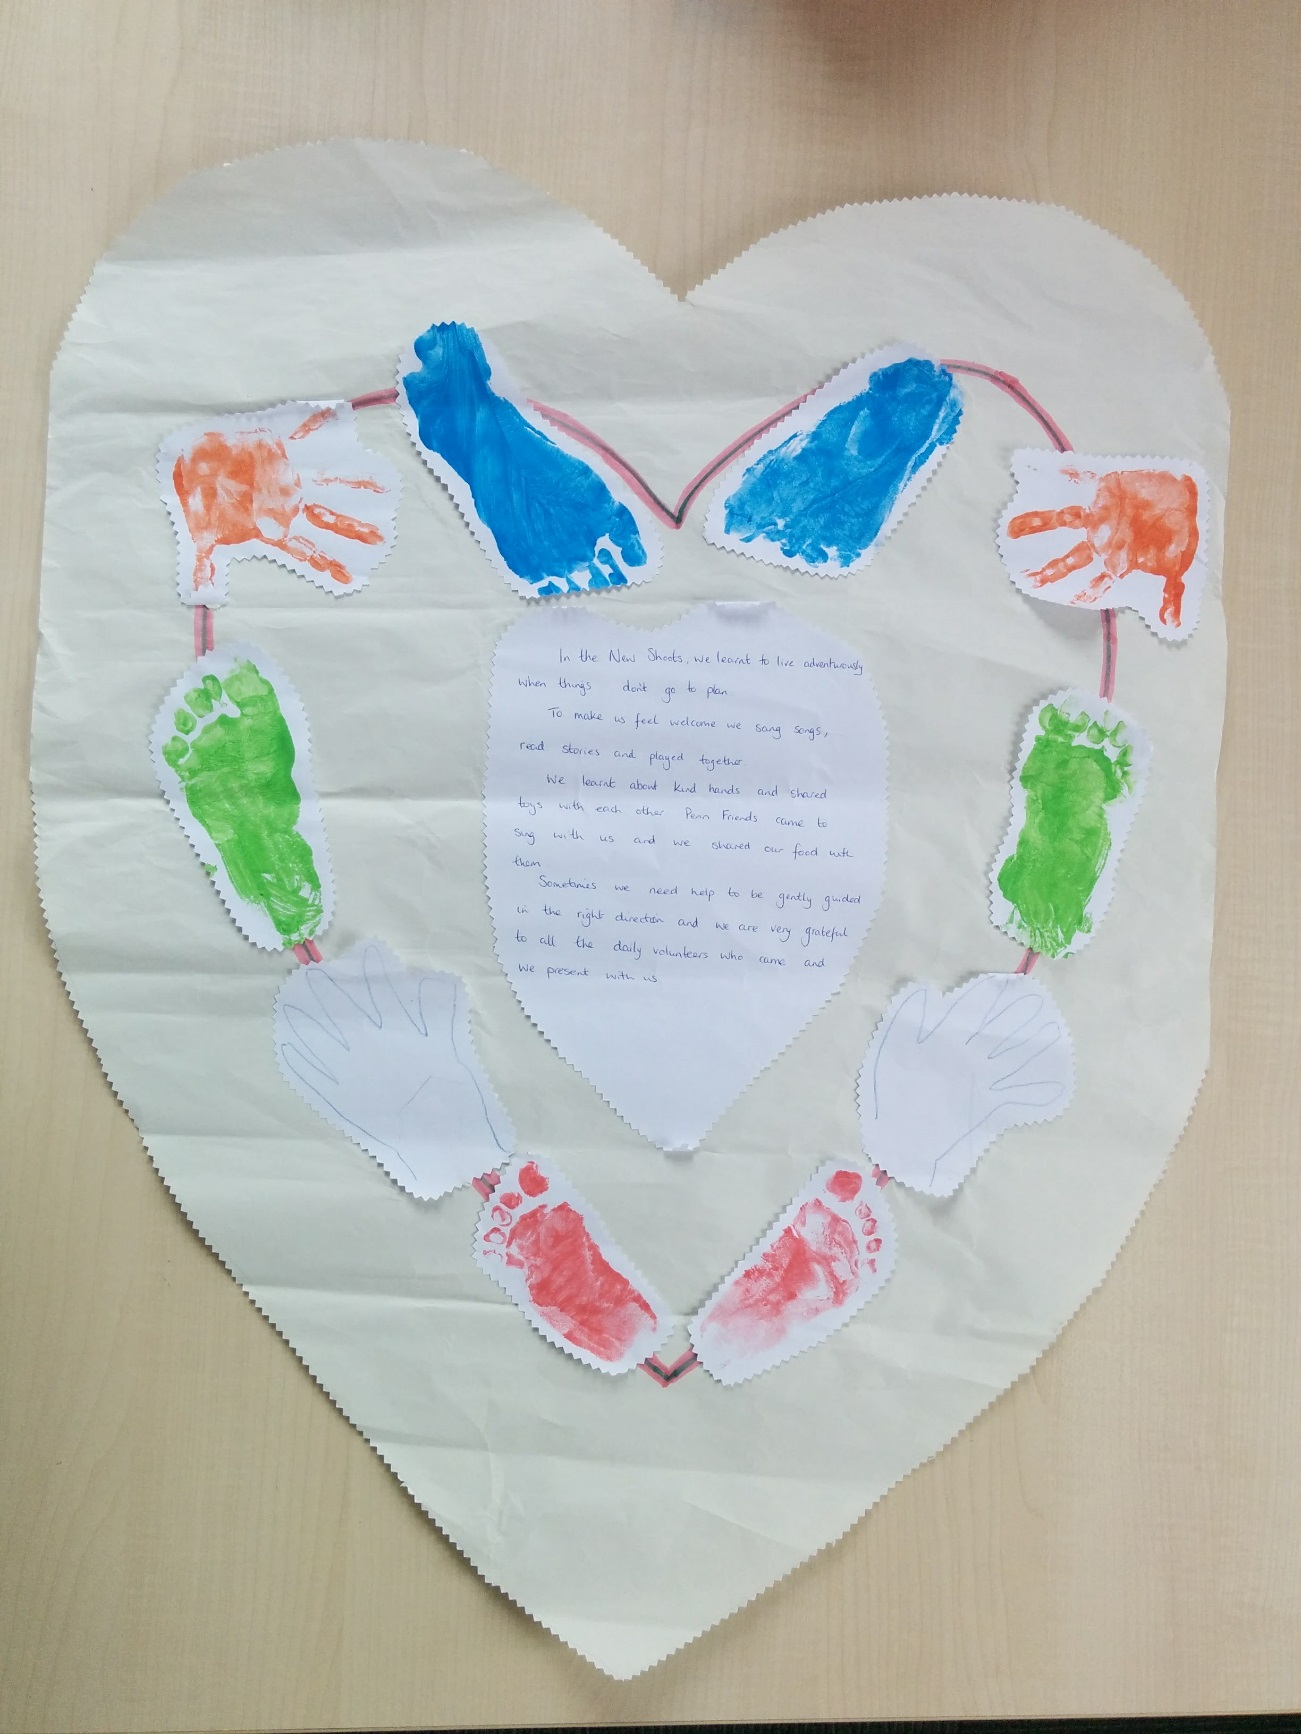 In the New Shoots, we learnt to live adventurously
when things don't go to plan
To make us feel welcome we sang songs,
read stories and played together.
We learnt about kind hands and shared
toys with each other Penn Friends came to
sing with us and we shared our food with
them
Sometimes we need help to be gently guided
in the right direction and we are very grateful
to all the daily volunteers who came and
we present with us